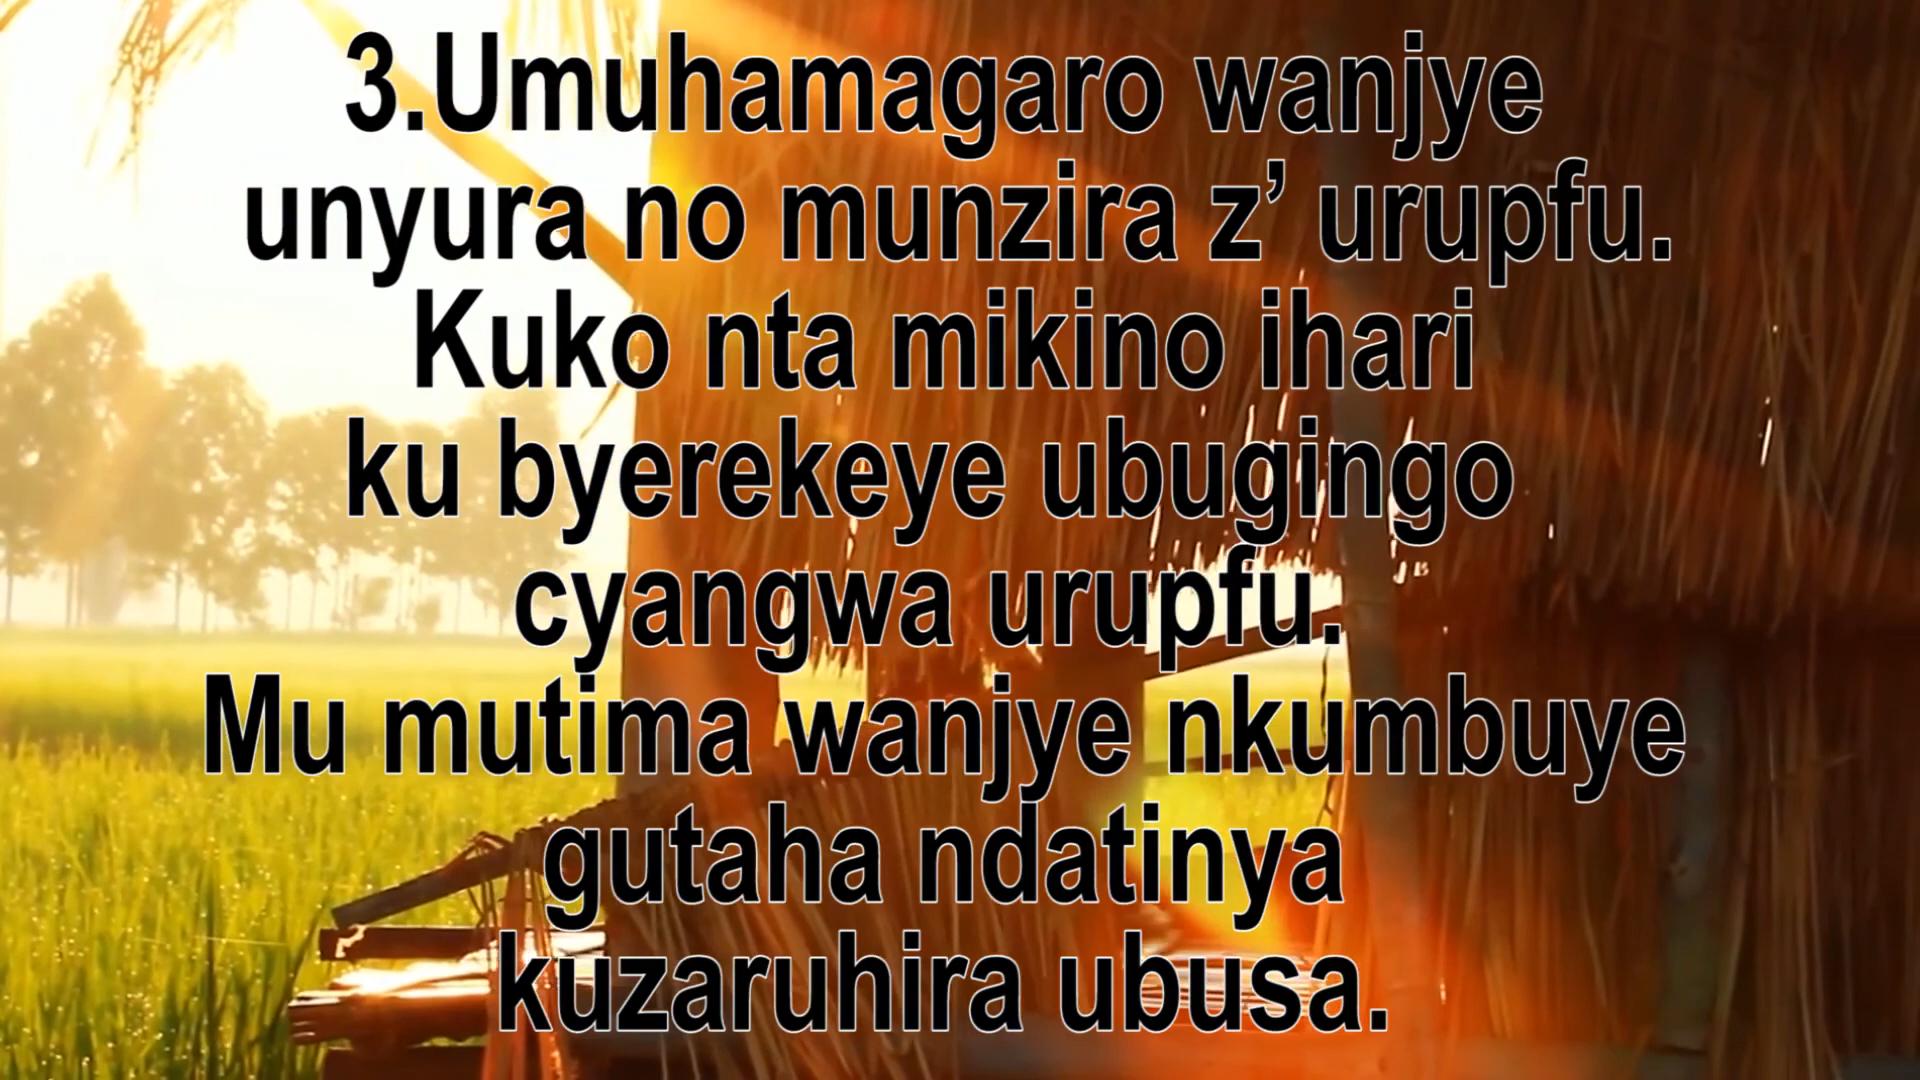 3.Umuhamagaro wanjye
unyura no munzira z’ urupfu.
Kuko nta mikino ihari
ku byerekeye ubugingo
cyangwa urupfu.
Mu mutima wanjye nkumbuye
gutaha ndatinya
kuzaruhira ubusa.